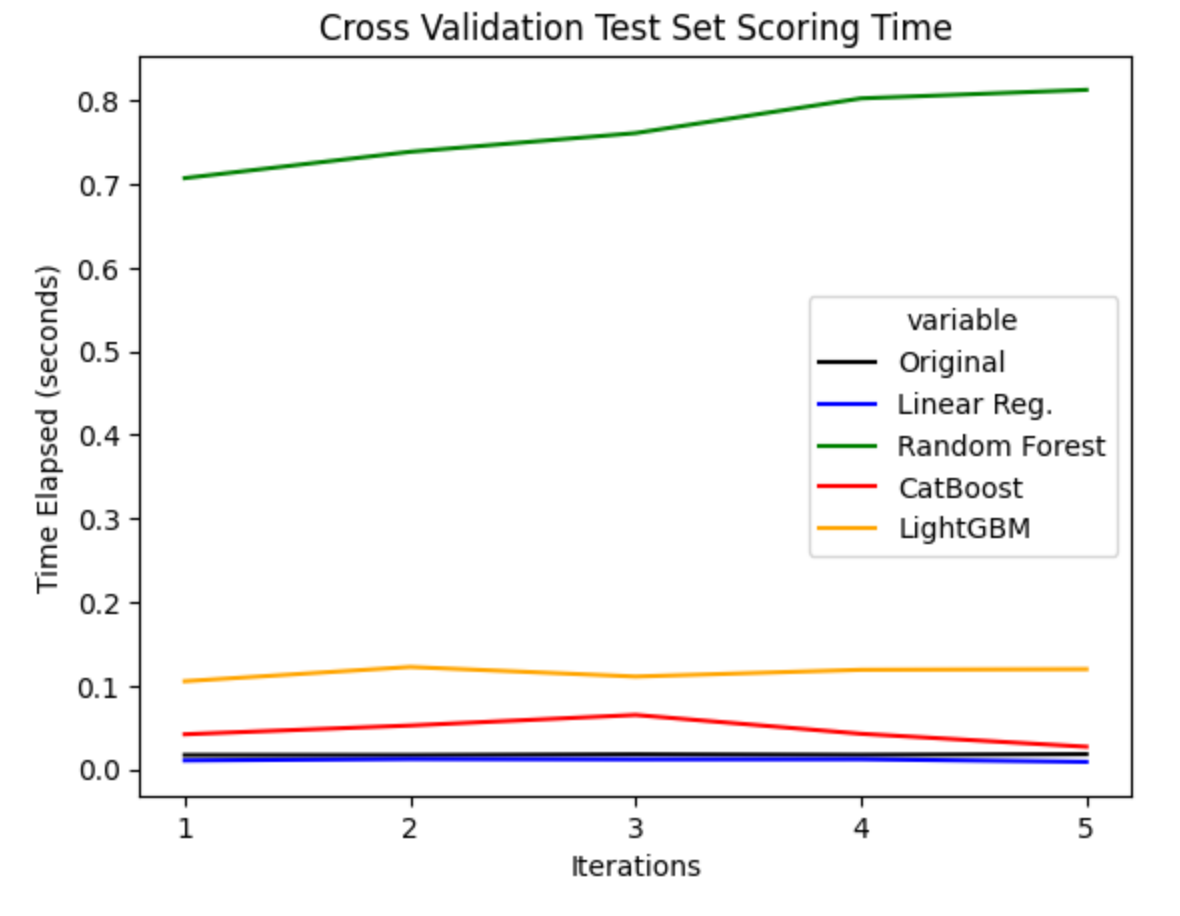 Cross Validation Test Set Scoring Time
Time Elapsed (seconds)
0.8
0.7
0.6
0.5
0.4
0.3
0.2
0.1
0.0
variable
Original
Linear Reg.
Random Forest
CatBoost
LightGBM
1 2 3 4 5
Iterations